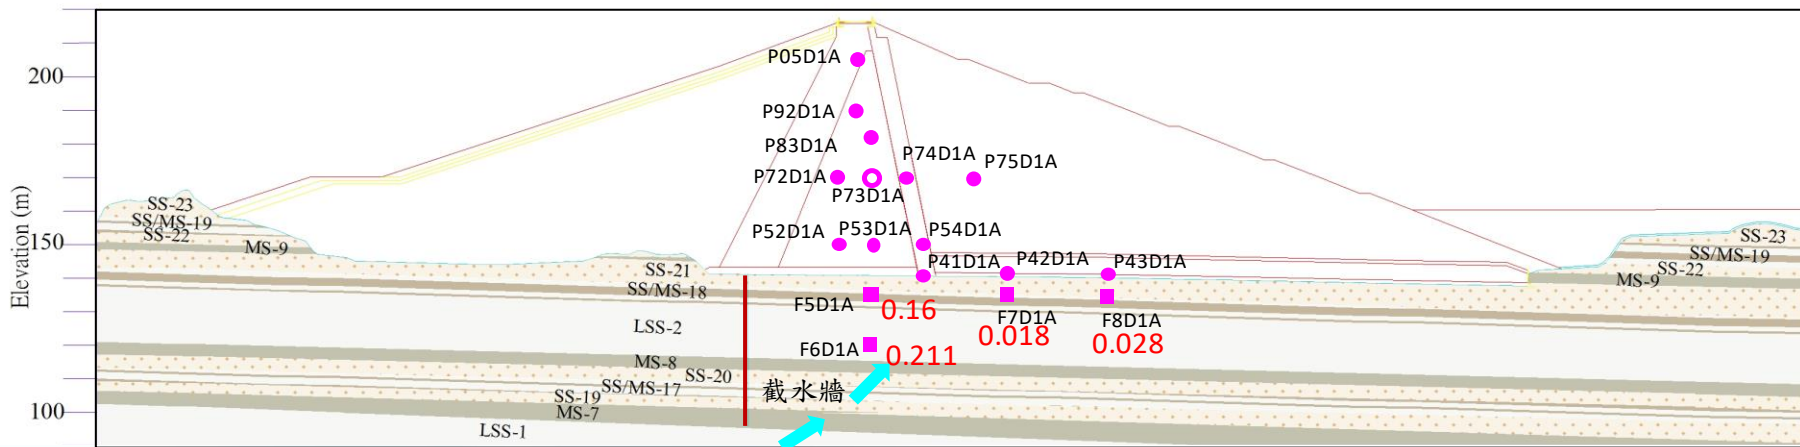 P05D1A
200
P92D1A
P83D1A
P74D1A
P75D1A
P72D1A
P73D1A
SS-23
SS/MS-19
SS-22
MS-9
P52D1A
P53D1A
P54D1A
SS-23
SS/MS-19
SS-22
MS-9
150
Elevation (m)
SS-21
SS/MS-18
P41D1A
P42D1A
P43D1A
F5D1A
0.16
F7D1A
0.018
F8D1A
0.028
LSS-2
F6D1A
0.211
MS-8
SS-20
SS/MS-17
SS-19
MS-7
截水牆
100
LSS-1